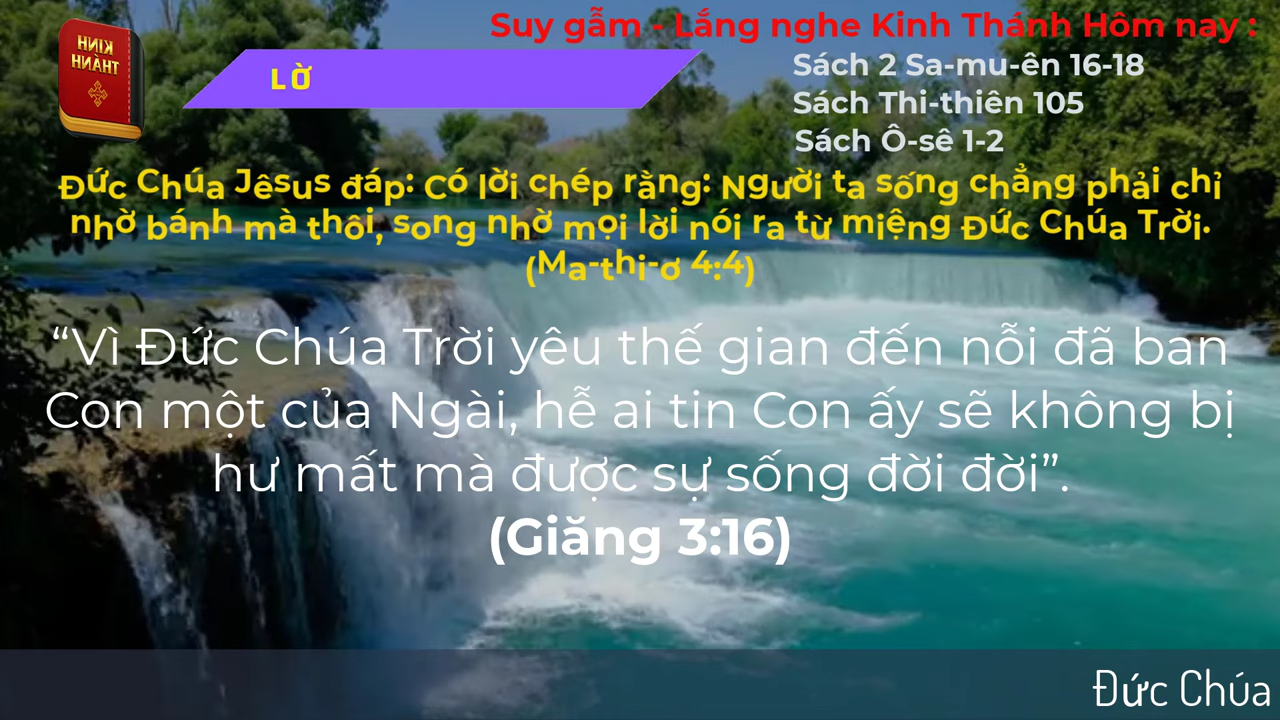 Suy gẫm - Lắng nghe Kinh Thánh Hôm nay :
KINH
THÁNH
LỜ
Sách 2 Sa-mu-ên 16-18
Sách Thi-thiên 105
Sách Ô-sê 1-2
Đức Chúa Jêsus đáp: Có lời chép rằng: Người ta sống chẳng phải chỉ
nhờ bánh mà thôi, song nhờ mọi lời nói ra từ miệng Đức Chúa Trời.
(Ma-thi-ơ 4:4)
“Vì Đức Chúa Trời yêu thế gian đến nỗi đã ban
Con một của Ngài, hễ ai tin Con ấy sẽ không bị
hư mất mà được sự sống đời đời”.
(Giăng 3:16)
Đức Chúa